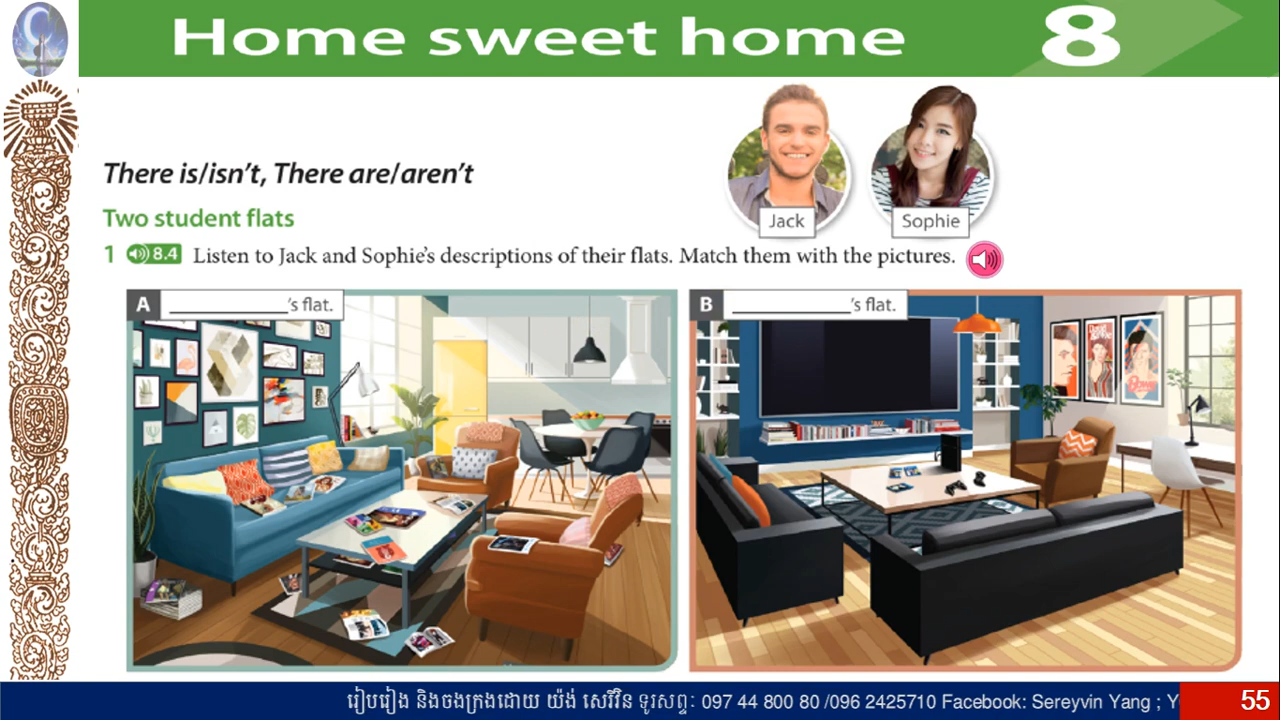 Home sweet home 8
There is/isn't, There are/aren't
Jack
Sophie
Two student flats
1 8.4 Listen to Jack and Sophie's descriptions of their flats. Match them with the pictures.
A ______________'s flat.
B ______________'s flat.
រៀបរៀង និងចងក្រងដោយ យ៉ង់ សេរីវិន ទូរសព្ទៈ 097 44 800 80 /096 2425710 Facebook: Sereyvin Yang ; Y
55